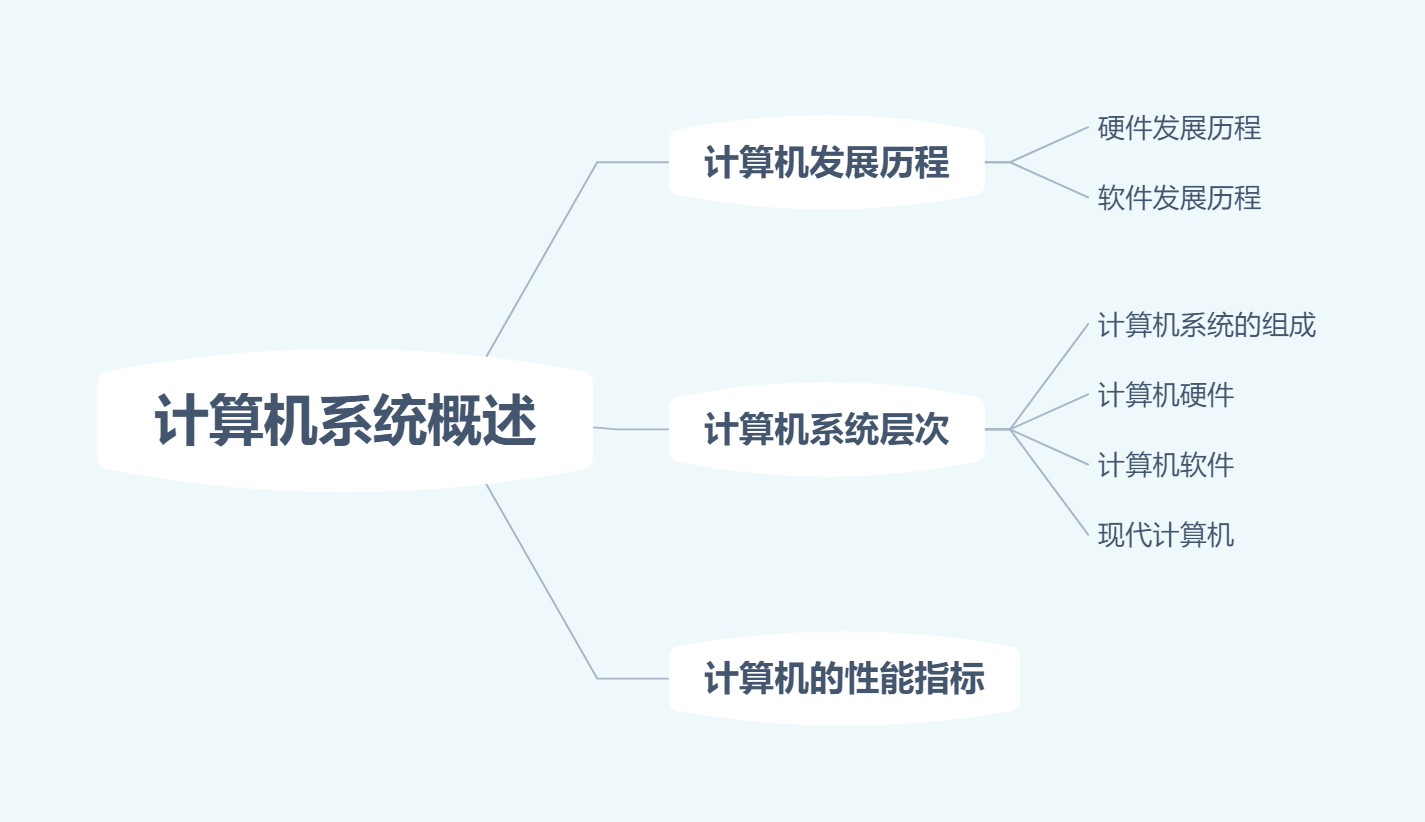 计算机系统概述
计算机发展历程
硬件发展历程
软件发展历程
计算机系统层次
计算机系统的组成
计算机硬件
计算机软件
现代计算机
计算机的性能指标